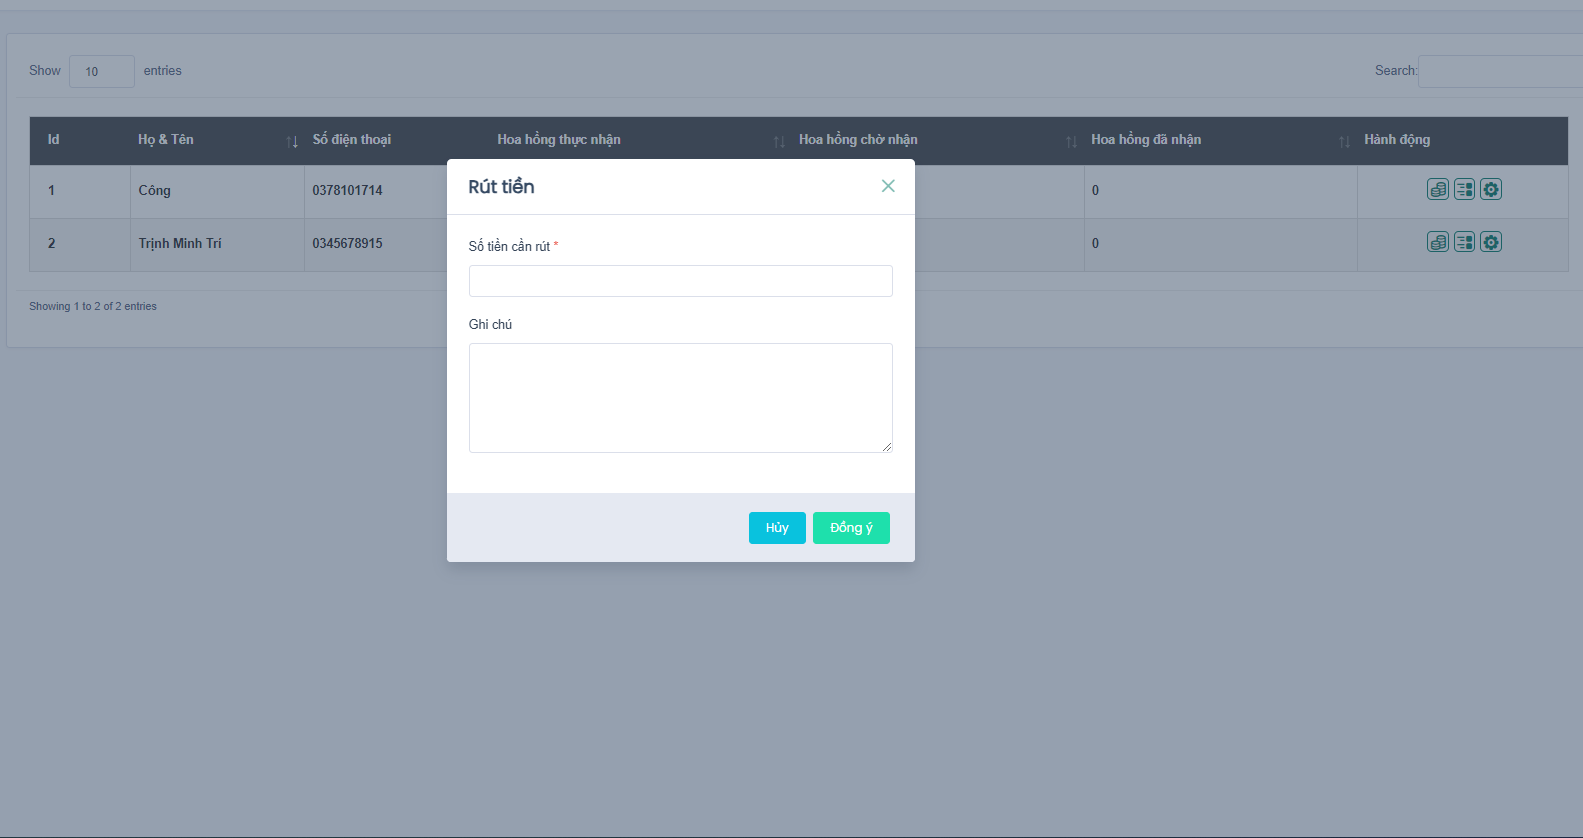 Show 10 entries Search:
Id Họ & Tên Số điện thoại Hoa hồng thực nhận Hoa hồng chờ nhận Hoa hồng đã nhận Hành động
1 Công 0378101714 0
2 Trịnh Minh Trí 0345678915 0
Showing 1 to 2 of 2 entries
Rút tiền
Số tiền cần rút *
Ghi chú
Hủy Đồng ý